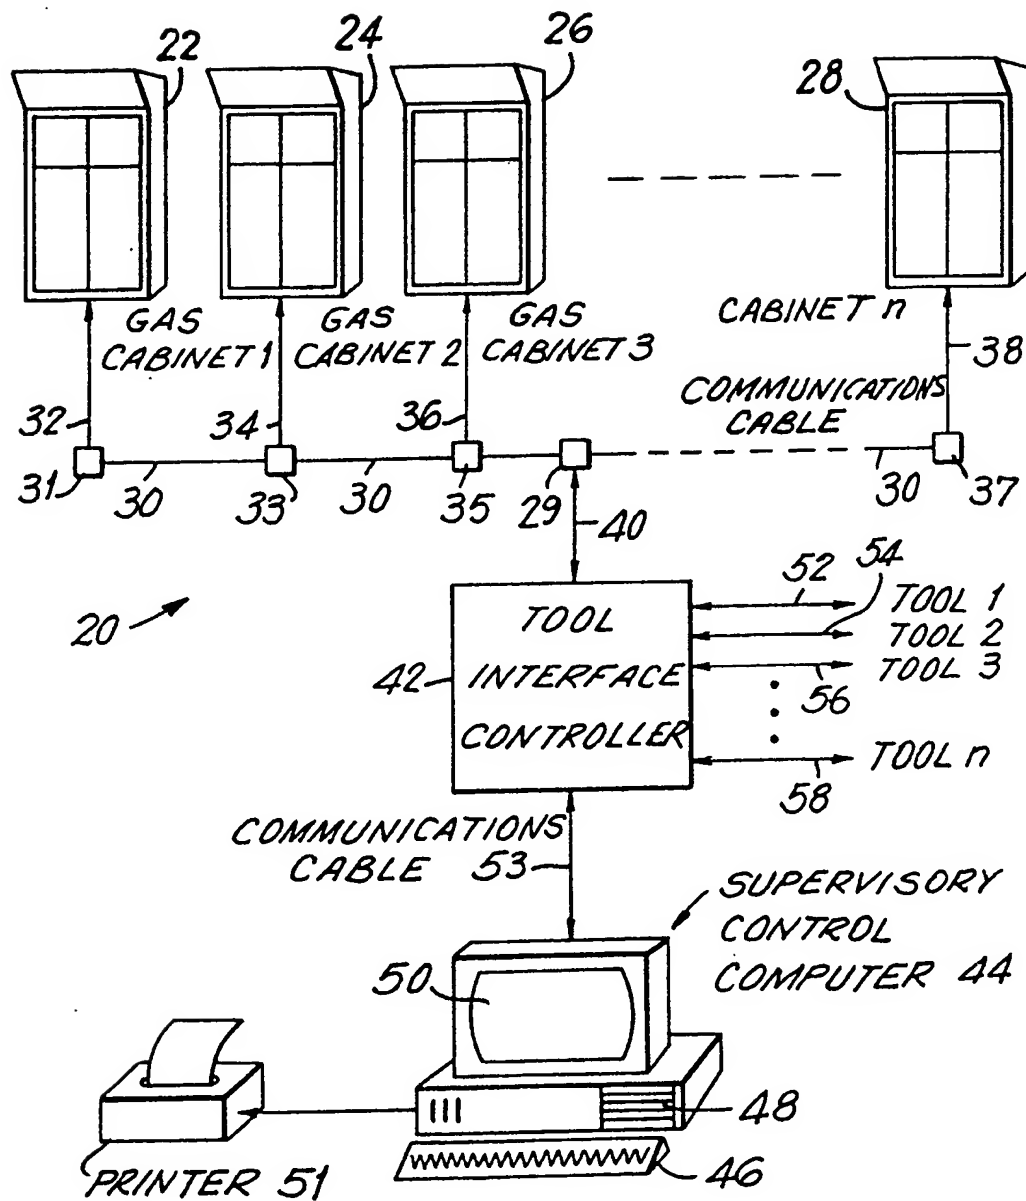 22
24
26
28
GAS
CABINET 1
GAS
CABINET 2
GAS
CABINET 3
CABINET n
32
34
36
38
COMMUNICATIONS
CABLE
31
30
33
30
35
29
30
37
40
20
42
TOOL
INTERFACE
CONTROLLER
52
54
TOOL 1
TOOL 2
TOOL 3
56
TOOL n
58
COMMUNICATIONS
CABLE 53
SUPERVISORY
CONTROL
COMPUTER 44
50
48
46
PRINTER 51